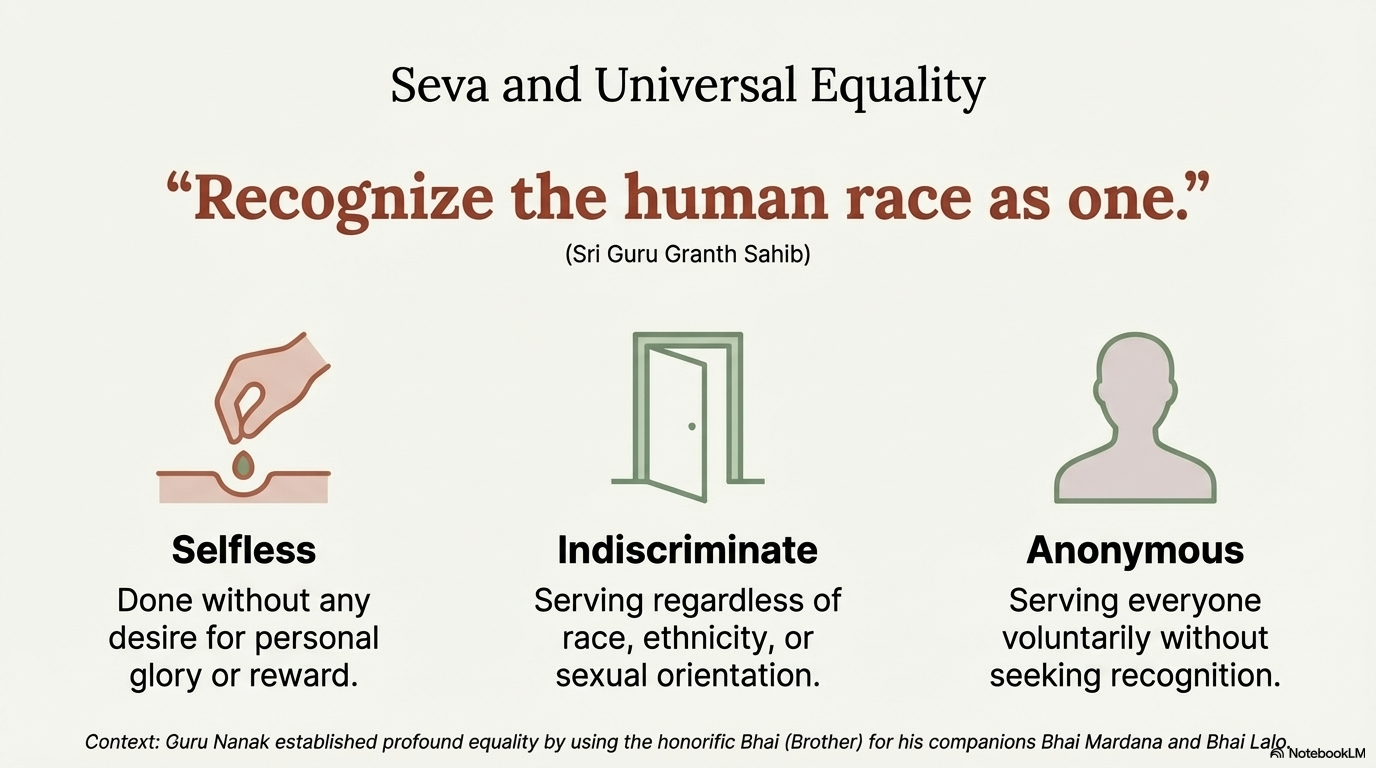 Seva and Universal Equality
“Recognize the human race as one.”
(Sri Guru Granth Sahib)
Selfless
Done without any
desire for personal
glory or reward.
Indiscriminate
Serving regardless of
race, ethnicity, or
sexual orientation.
Anonymous
Serving everyone
voluntarily without
seeking recognition.
Context: Guru Nanak established profound equality by using the honorific Bhai (Brother) for his companions Bhai Mardana and Bhai Lalo.
NotebookLM